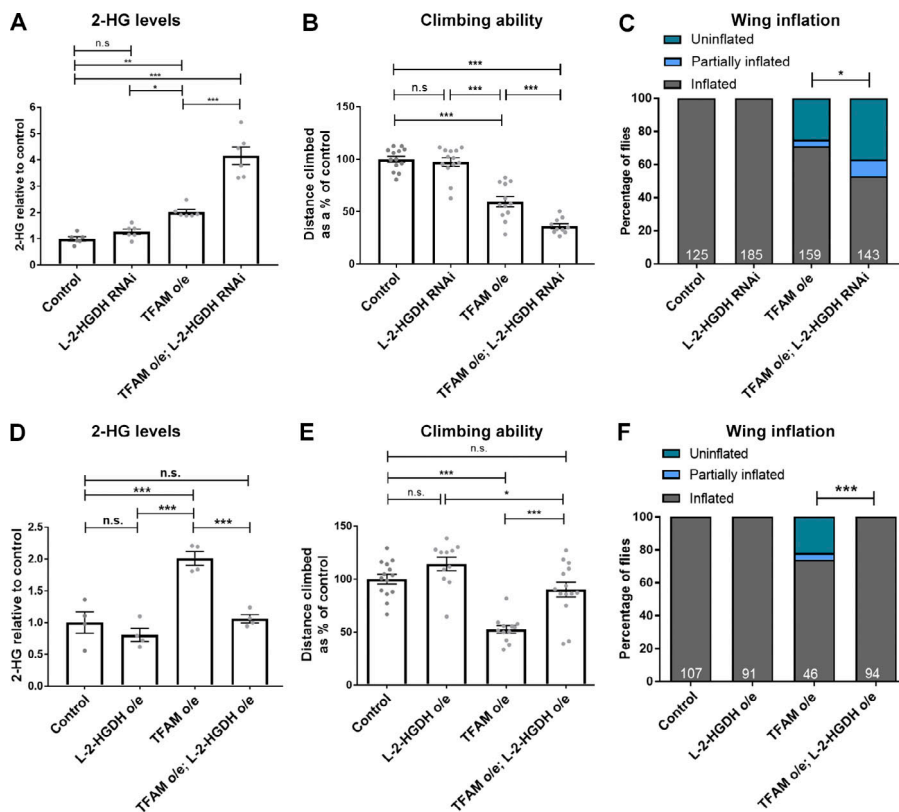 A
2-HG levels
n.s
**
***
*
***
2-HG relative to control
6
5
4
3
2
1
0
Control
L-2-HGDH RNAi
TFAM o/e
TFAM o/e; L-2-HGDH RNAi
B
Climbing ability
***
n.s
***
***
***
Distance climbed
as a % of control
150
100
50
0
Control
L-2-HGDH RNAi
TFAM o/e
TFAM o/e; L-2-HGDH RNAi
C
Wing inflation
Uninflated
Partially inflated
Inflated
*
Percentage of flies
100
80
60
40
20
0
125
185
159
143
Control
L-2-HGDH RNAi
TFAM o/e
TFAM o/e; L-2-HGDH RNAi
D
2-HG levels
n.s.
***
n.s.
***
***
2-HG relative to control
2.5
2.0
1.5
1.0
0.5
0.0
Control
L-2-HGDH o/e
TFAM o/e
TFAM o/e; L-2-HGDH o/e
E
Climbing ability
n.s.
***
n.s.
*
***
Distance climbed
as % of control
150
100
50
0
Control
L-2-HGDH o/e
TFAM o/e
TFAM o/e; L-2-HGDH o/e
F
Wing inflation
Uninflated
Partially inflated
Inflated
***
Percentage of flies
100
80
60
40
20
0
107
91
46
94
Control
L-2-HGDH o/e
TFAM o/e
TFAM o/e; L-2-HGDH o/e